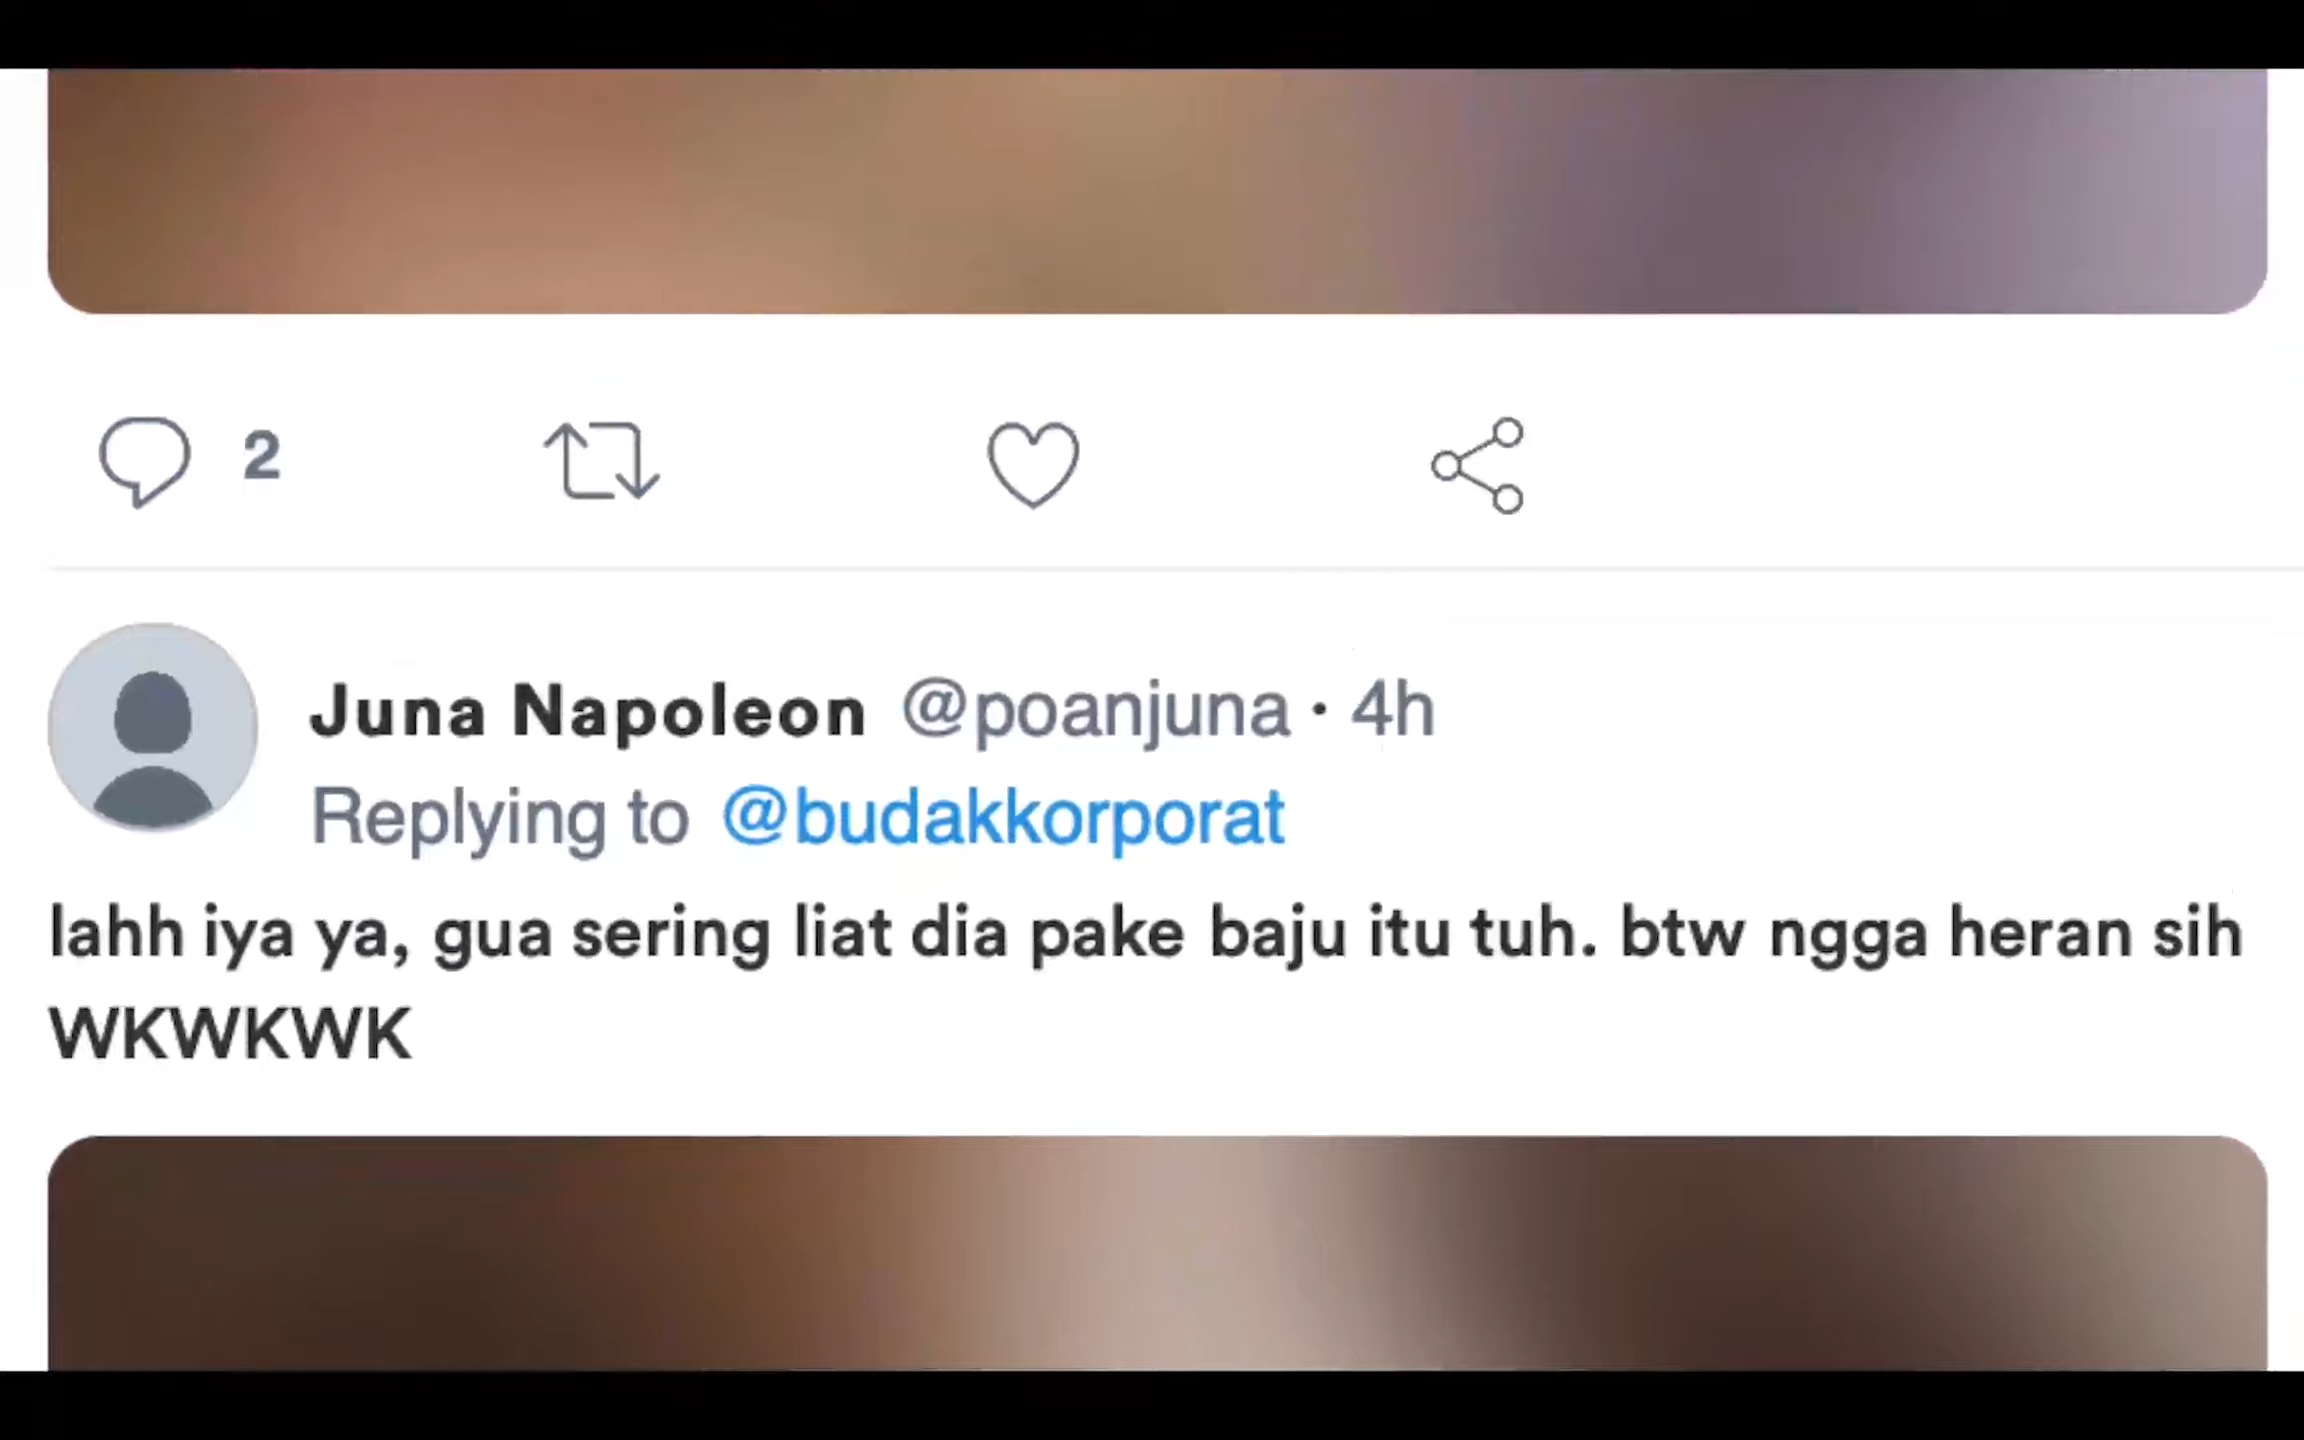 2
Juna Napoleon @poanjuna · 4h
Replying to @budakkorporat
lahh iya ya, gua sering liat dia pake baju itu tuh. btw ngga heran sih
WKWKWK